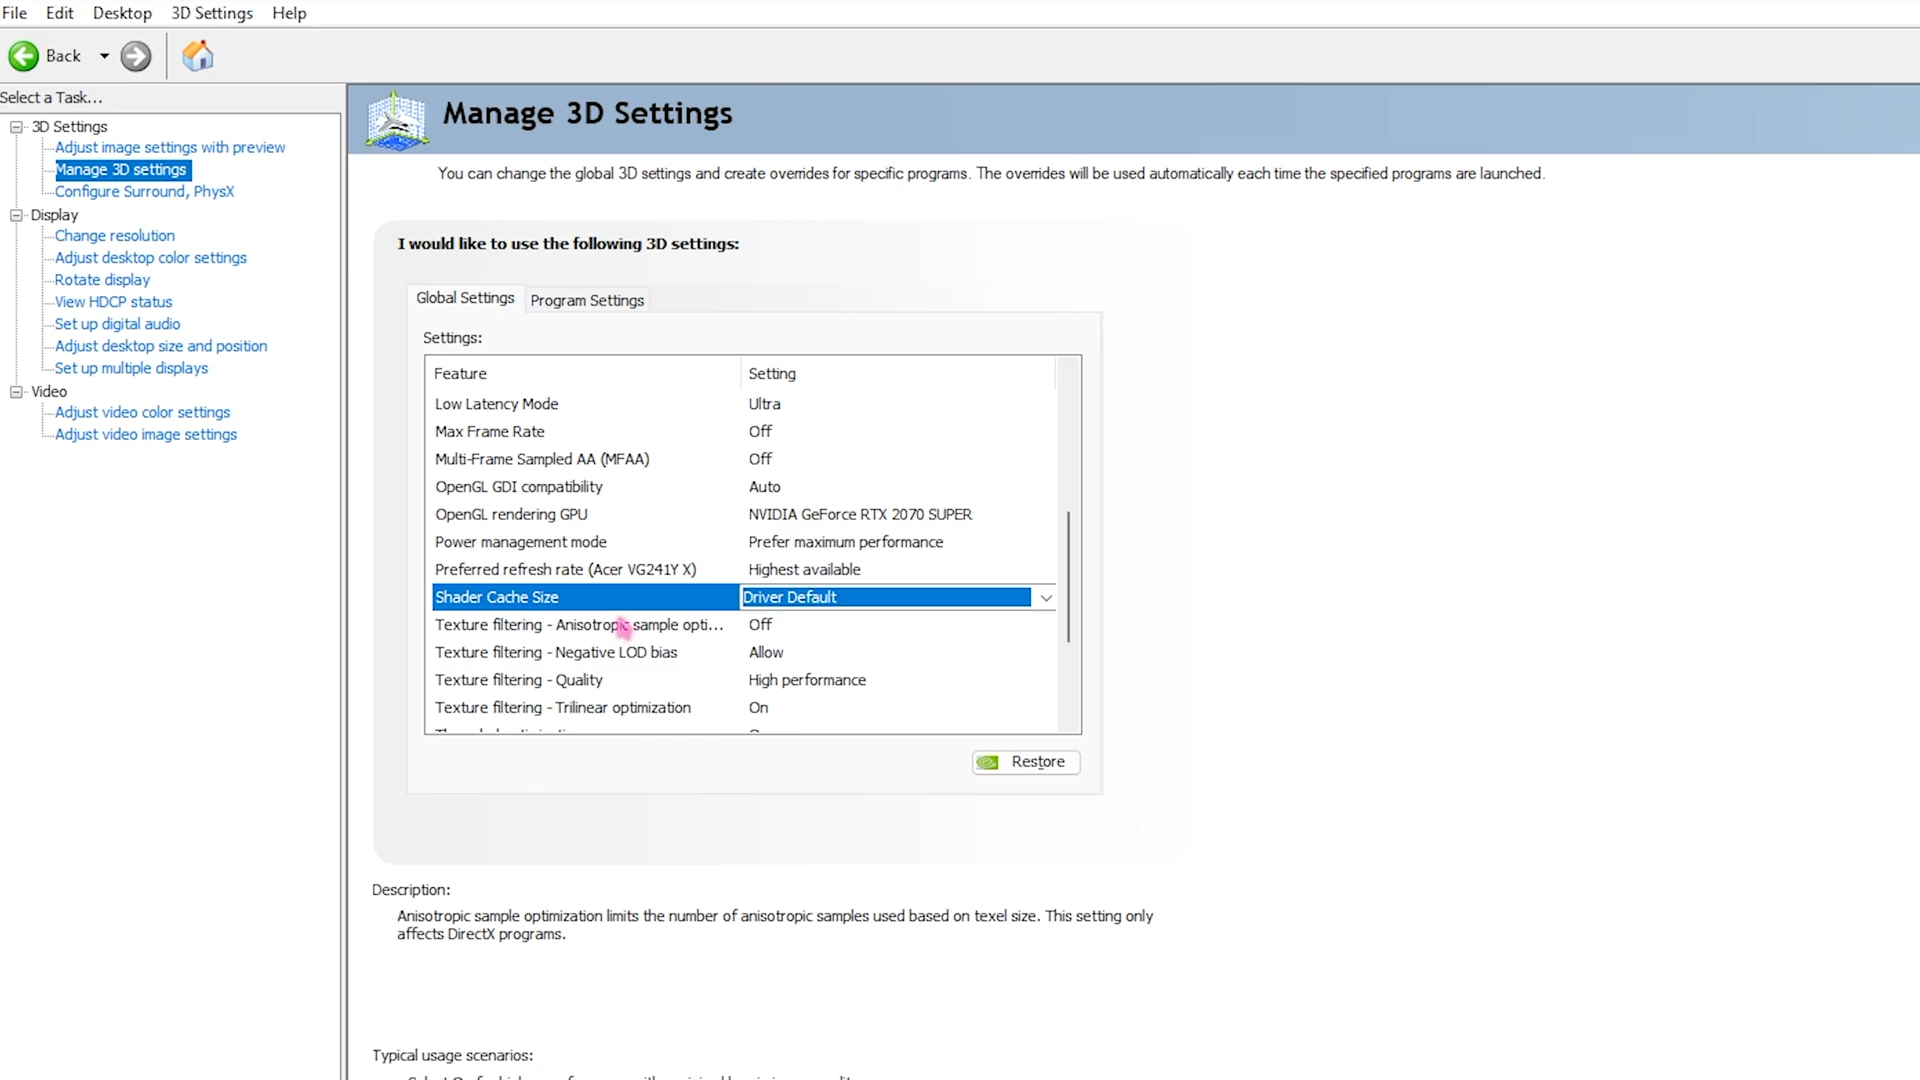 File Edit Desktop 3D Settings Help
Back
Select a Task...
3D Settings
Adjust image settings with preview
Manage 3D settings
Configure Surround, PhysX
Display
Change resolution
Adjust desktop color settings
Rotate display
View HDCP status
Set up digital audio
Adjust desktop size and position
Set up multiple displays
Video
Adjust video color settings
Adjust video image settings
Manage 3D Settings
You can change the global 3D settings and create overrides for specific programs. The overrides will be used automatically each time the specified programs are launched.
I would like to use the following 3D settings:
Global Settings Program Settings
Settings:
Feature Setting
Low Latency Mode Ultra
Max Frame Rate Off
Multi-Frame Sampled AA (MFAA) Off
OpenGL GDI compatibility Auto
OpenGL rendering GPU NVIDIA GeForce RTX 2070 SUPER
Power management mode Prefer maximum performance
Preferred refresh rate (Acer VG241Y X) Highest available
Shader Cache Size Driver Default
Texture filtering - Anisotropic sample opti... Off
Texture filtering - Negative LOD bias Allow
Texture filtering - Quality High performance
Texture filtering - Trilinear optimization On
Restore
Description:
Anisotropic sample optimization limits the number of anisotropic samples used based on texel size. This setting only
affects DirectX programs.
Typical usage scenarios: